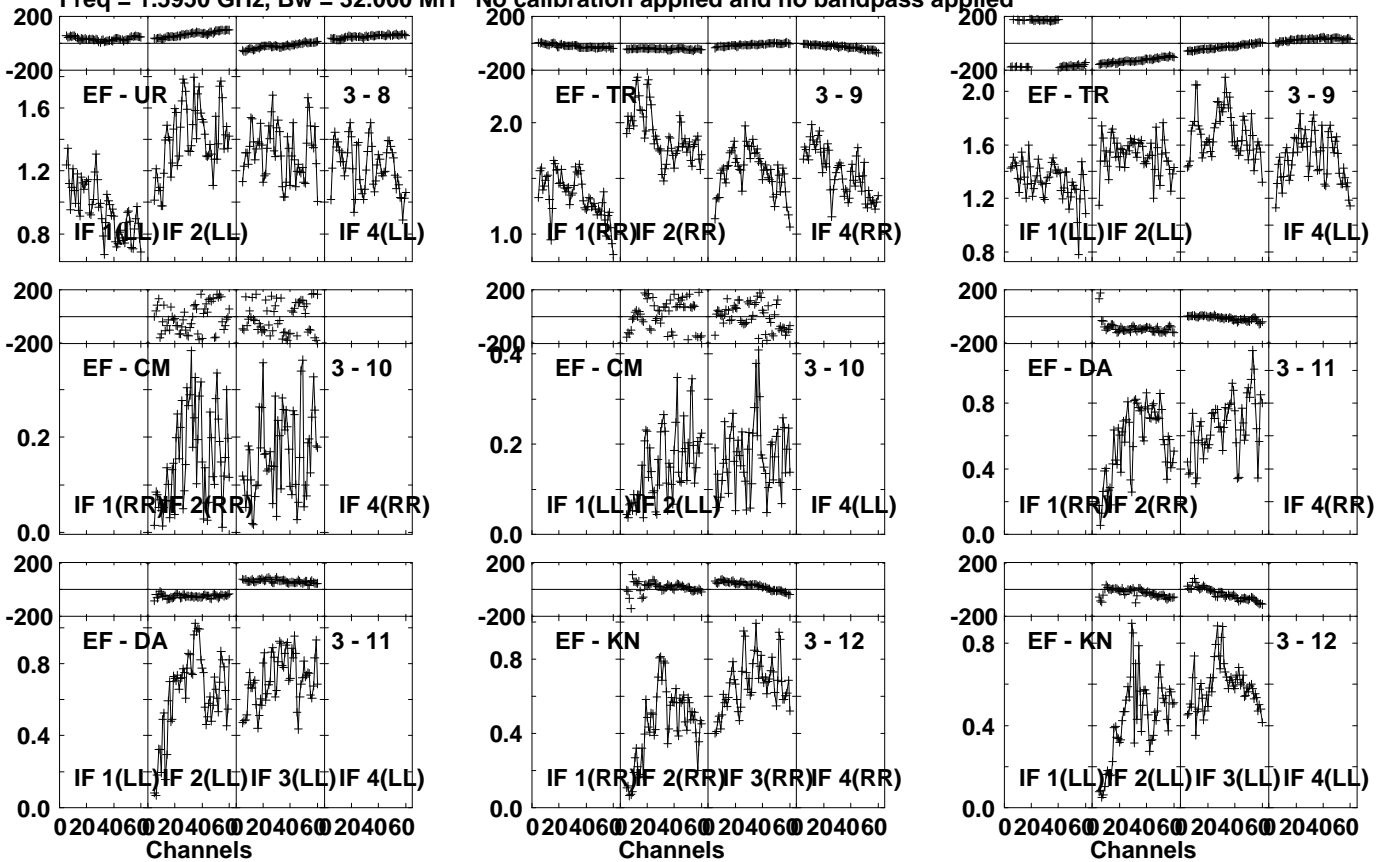 Freq = 1.5950 GHz, Bw = 32.000 MH No calibration applied and no bandpass applied
200 200 200
-200 -200 -200
EF - UR 3 - 8 EF - TR 3 - 9 EF - TR 3 - 9
1.6 2.0 2.0
1.6
1.2 1.2
0.8 1.0 0.8
IF 1(LL) IF 2(LL) IF 4(LL) IF 1(RR) IF 2(RR) IF 4(RR) IF 1(LL) IF 2(LL) IF 4(LL)
200 200 200
-200 -200 -200
EF - CM 3 - 10 EF - CM 3 - 10 EF - DA 3 - 11
0.4
0.8
0.2 0.2 0.4
IF 1(RR) IF 2(RR) IF 4(RR) IF 1(LL) IF 2(LL) IF 4(LL) IF 1(RR) IF 2(RR) IF 4(RR)
0.0 0.0 0.0
200 200 200
-200 -200 -200
EF - DA 3 - 11 EF - KN 3 - 12 EF - KN 3 - 12
0.8 0.8 0.8
0.4 0.4 0.4
IF 1(LL) IF 2(LL) IF 3(LL) IF 4(LL) IF 1(RR) IF 2(RR) IF 3(RR) IF 4(RR) IF 1(LL) IF 2(LL) IF 3(LL) IF 4(LL)
0.0 0.0 0.0
0 20 40 60 0 20 40 60 0 20 40 60 0 20 40 60 0 20 40 60 0 20 40 60 0 20 40 60 0 20 40 60 0 20 40 60 0 20 40 60 0 20 40 60 0 20 40 60
Channels Channels Channels